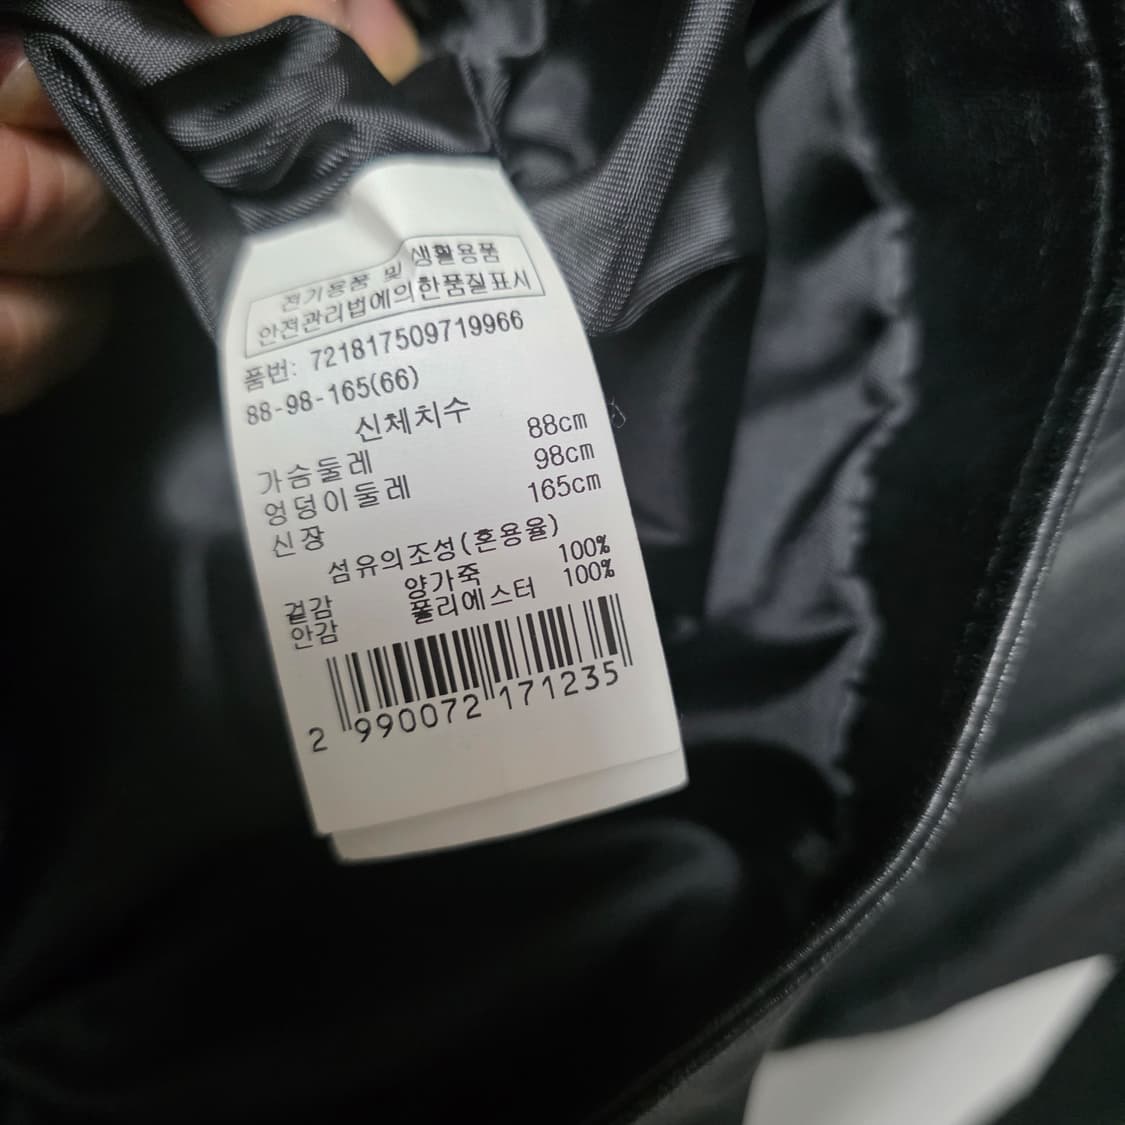 전기용품 및 생활용품
안전관리법에의한품질표시
품번: 721817509719966
88-98-165(66)
신체치수
가슴둘레 88cm
엉덩이둘레 98cm
신장 165cm
섬유의조성(혼용율)
겉감 양가죽 100%
안감 폴리에스터 100%
2 990072 171235